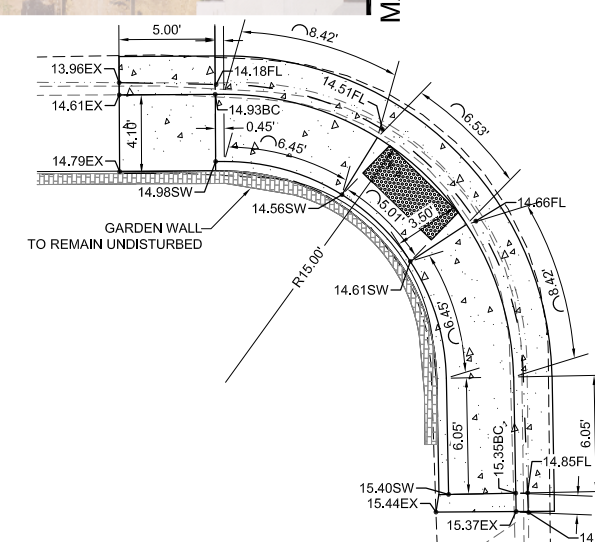 5.00'
⌒8.42'
13.96EX
14.18FL
14.51FL
14.61EX
14.93BC
⌒6.53'
4.10'
0.45'
⌒6.45'
14.79EX
14.98SW
14.56SW
⌒5.01'
3.50'
14.66FL
GARDEN WALL
TO REMAIN UNDISTURBED
R15.00'
14.61SW
⌒6.45'
⌒8.42'
6.05'
15.35BC
6.05'
14.85FL
15.40SW
15.44EX
15.37EX